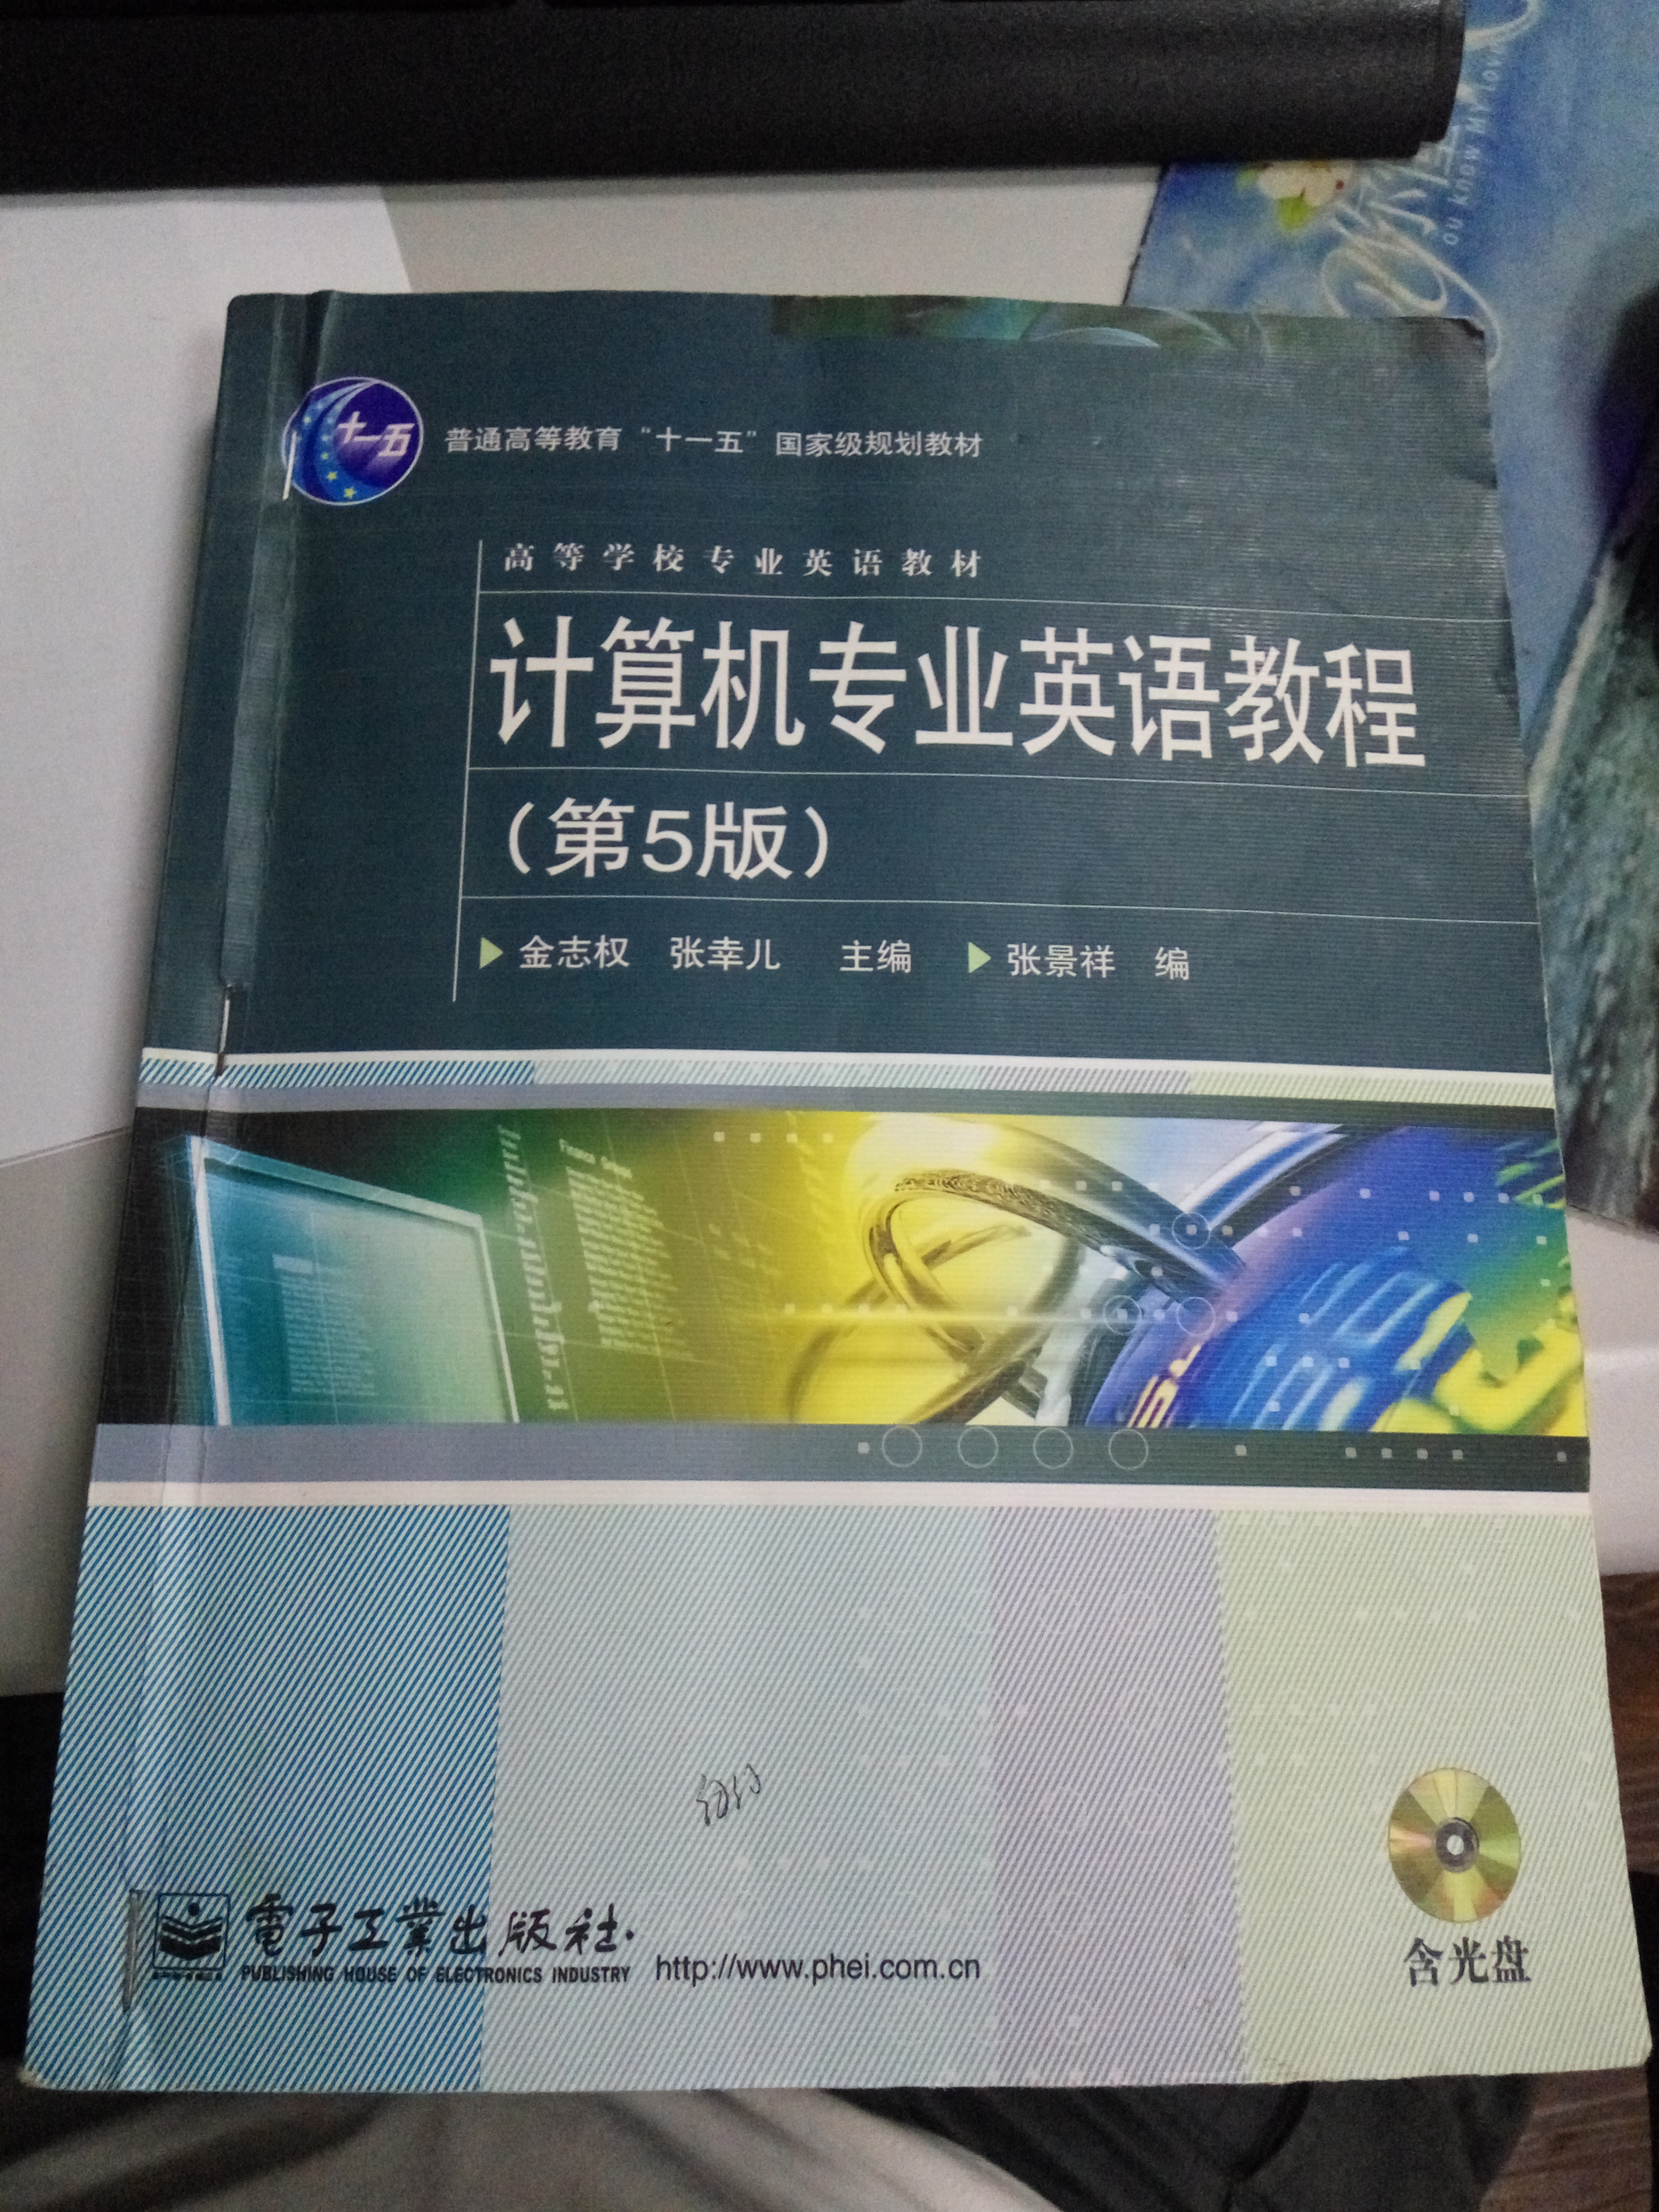 十一五
普通高等教育“十一五”国家级规划教材
高等学校专业英语教材
计算机专业英语教程
（第5版）
金志权 张幸儿 主编 张景祥 编
電子工業出版社.
PUBLISHING HOUSE OF ELECTRONICS INDUSTRY http://www.phei.com.cn
含光盘